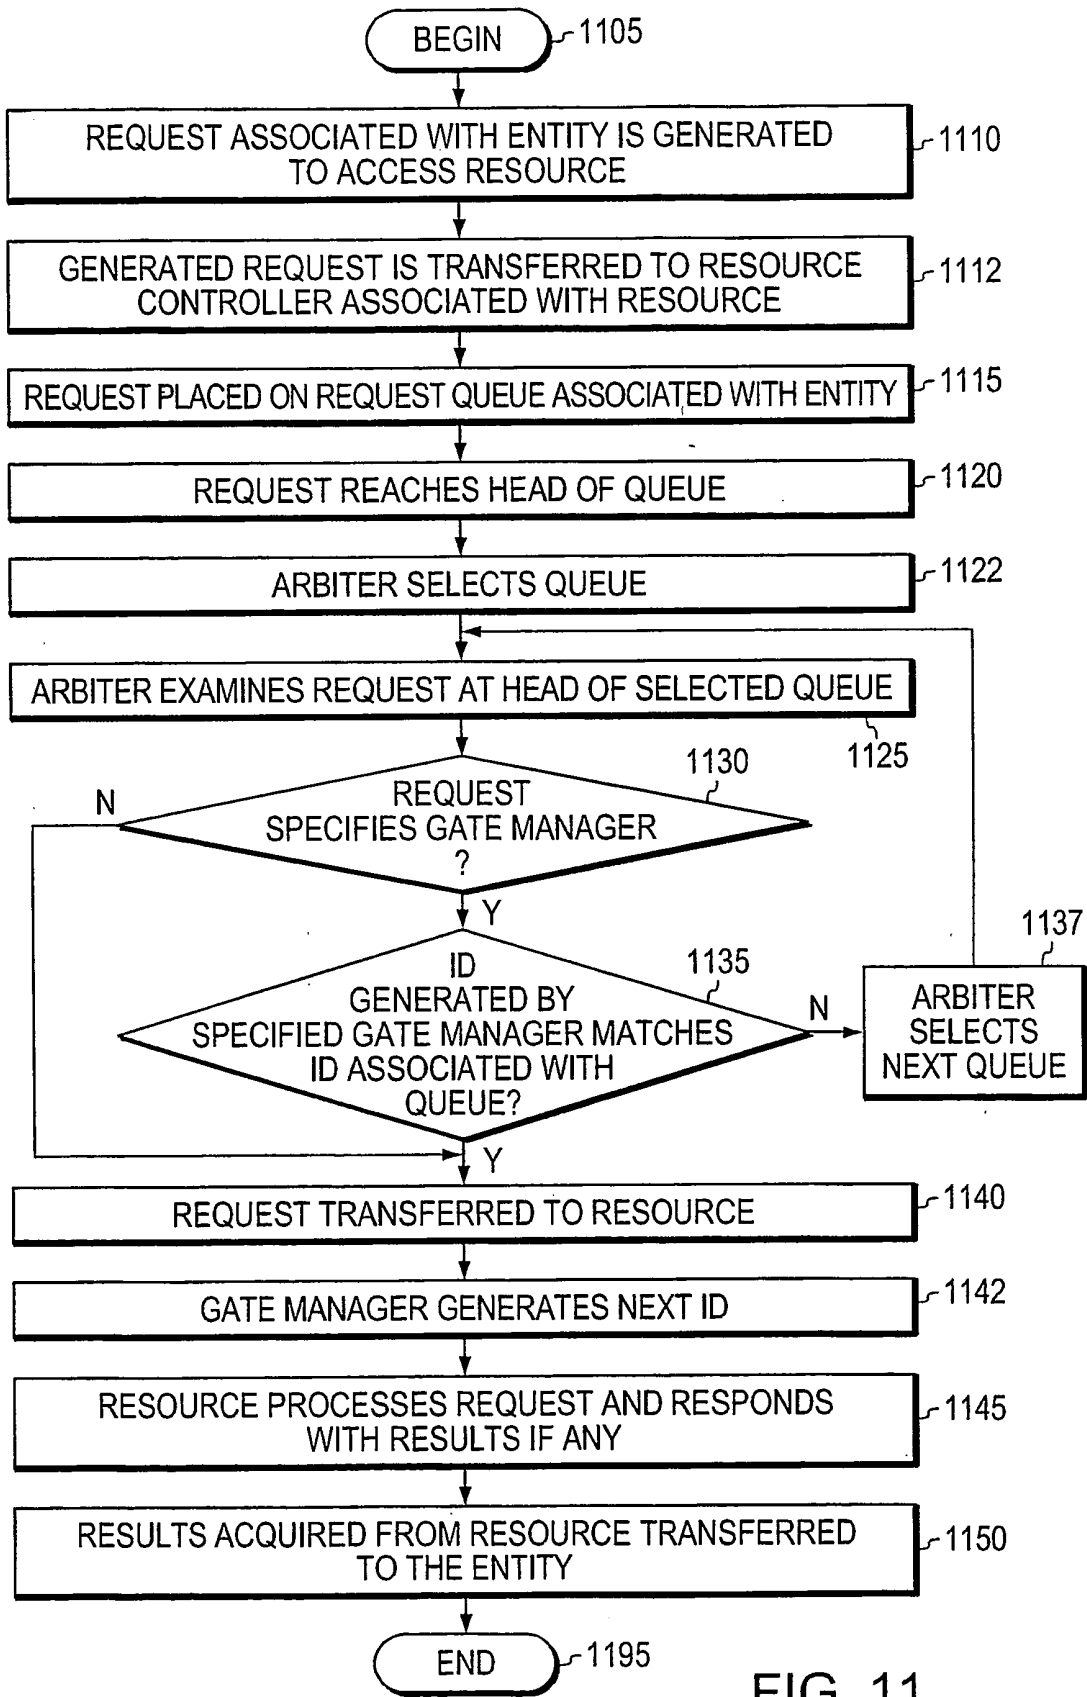 BEGIN
1105
REQUEST ASSOCIATED WITH ENTITY IS GENERATED
TO ACCESS RESOURCE
1110
GENERATED REQUEST IS TRANSFERRED TO RESOURCE
CONTROLLER ASSOCIATED WITH RESOURCE
1112
REQUEST PLACED ON REQUEST QUEUE ASSOCIATED WITH ENTITY
1115
REQUEST REACHES HEAD OF QUEUE
1120
ARBITER SELECTS QUEUE
1122
ARBITER EXAMINES REQUEST AT HEAD OF SELECTED QUEUE
1125
1130
N
REQUEST
SPECIFIES GATE MANAGER
?
Y
1135
ID
GENERATED BY
SPECIFIED GATE MANAGER MATCHES
ID ASSOCIATED WITH
QUEUE?
N
1137
ARBITER
SELECTS
NEXT QUEUE
Y
REQUEST TRANSFERRED TO RESOURCE
1140
GATE MANAGER GENERATES NEXT ID
1142
RESOURCE PROCESSES REQUEST AND RESPONDS
WITH RESULTS IF ANY
1145
RESULTS ACQUIRED FROM RESOURCE TRANSFERRED
TO THE ENTITY
1150
END
1195
FIG. 11